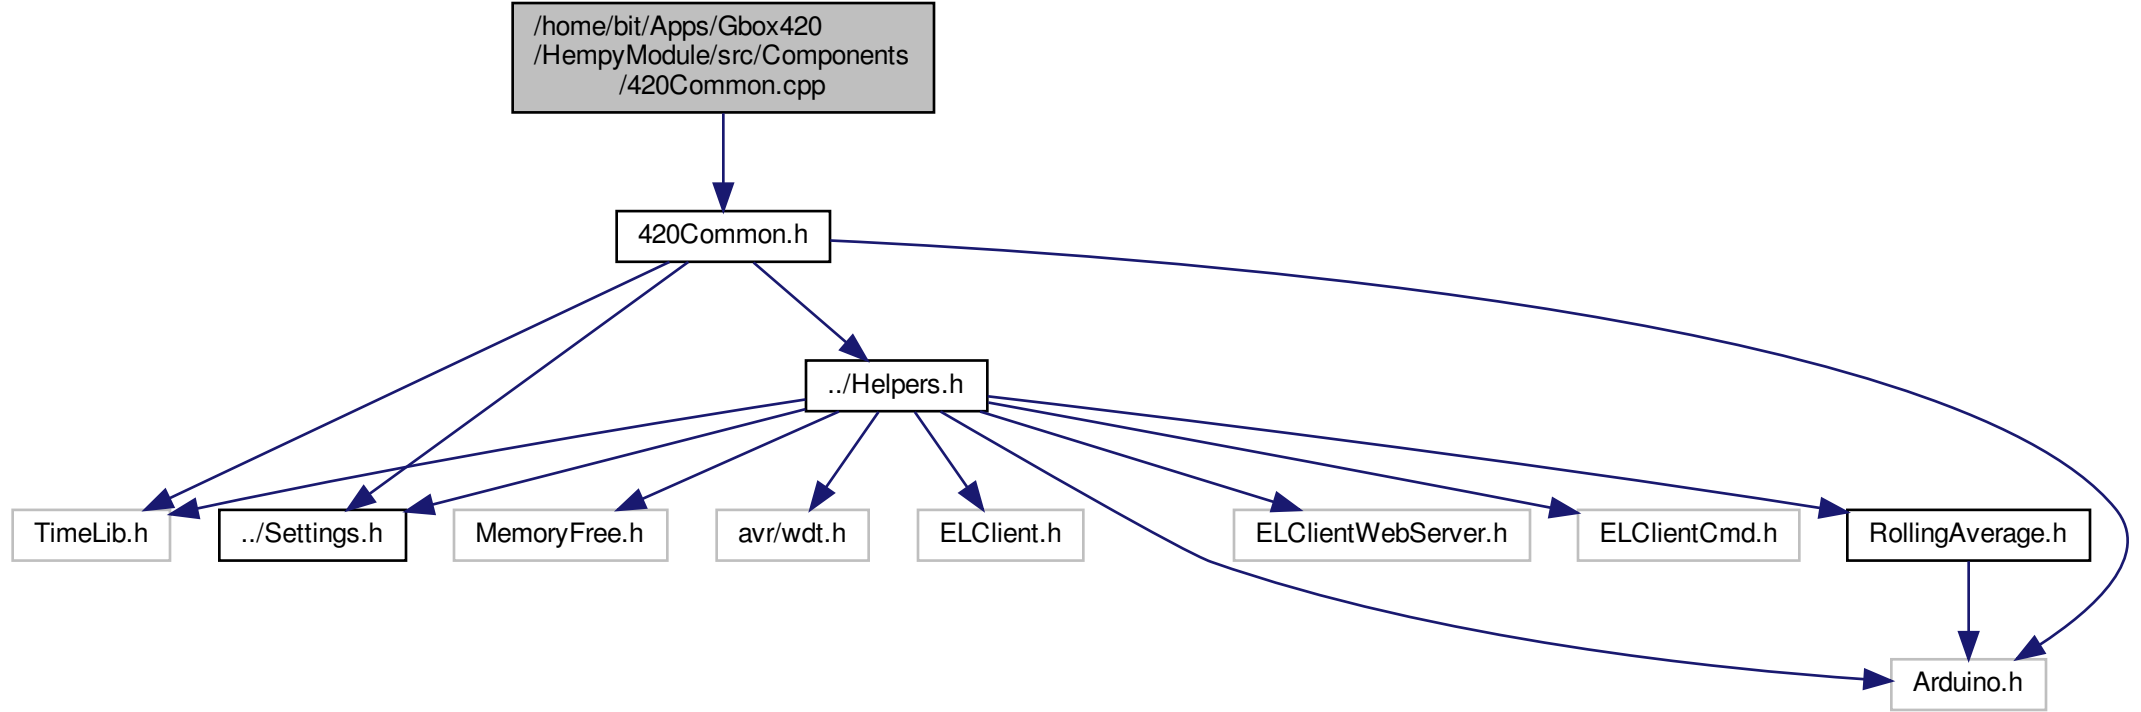 /home/bit/Apps/Gbox420
/HempyModule/src/Components
/420Common.cpp
420Common.h
../Helpers.h
TimeLib.h
../Settings.h
MemoryFree.h
avr/wdt.h
ELClient.h
ELClientWebServer.h
ELClientCmd.h
RollingAverage.h
Arduino.h